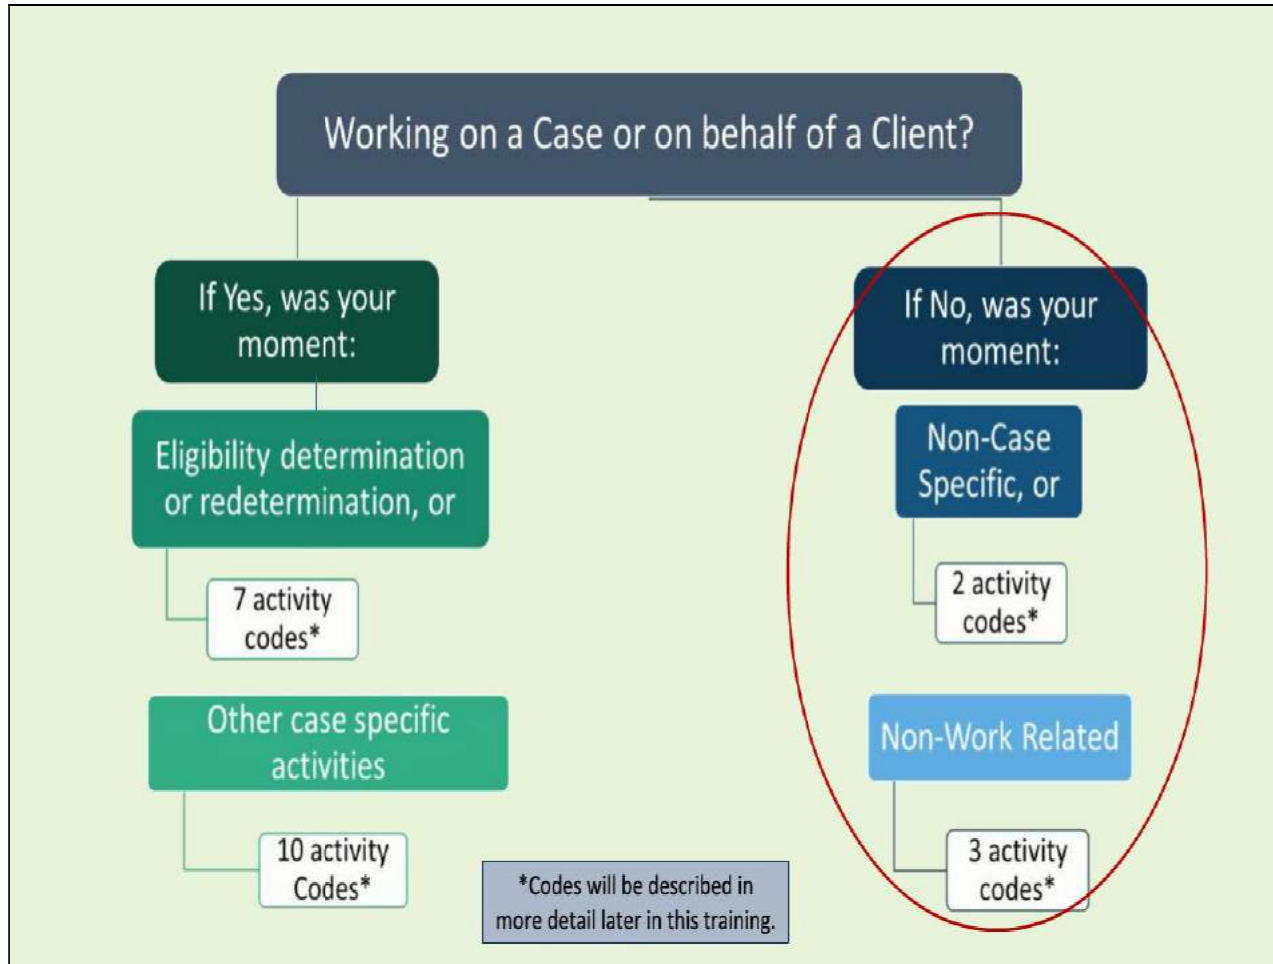 Working on a Case or on behalf of a Client?
If Yes, was your
moment:
Eligibility determination
or redetermination, or
7 activity
codes*
Other case specific
activities
10 activity
Codes*
If No, was your
moment:
Non-Case
Specific, or
2 activity
codes*
Non-Work Related
3 activity
codes*
*Codes will be described in
more detail later in this training.